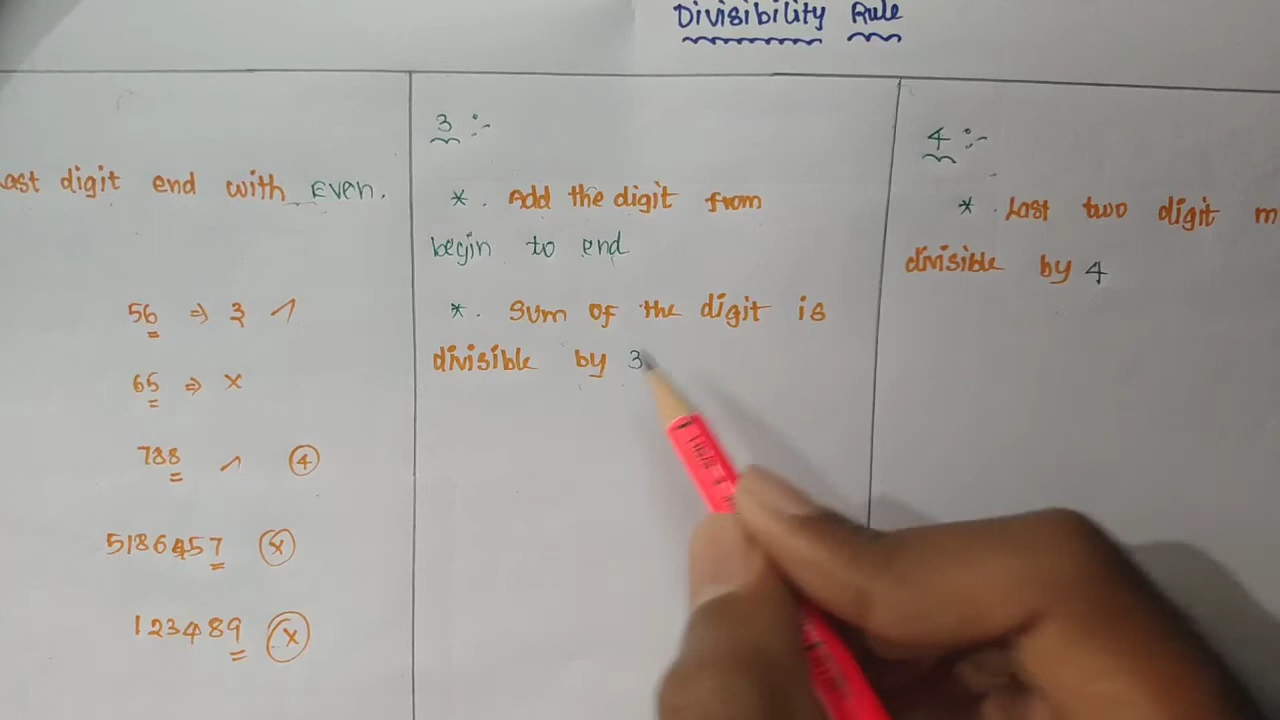 Divisibility Rule
last digit end with Even.
56 ⇒ 3
65 ⇒ ×
788 4
5186457 ×
123489 ×
3 :-
* . Add the digit from
begin to end
* . Sum of the digit is
divisible by 3
4 :-
* . Last two digit m
divisible by 4